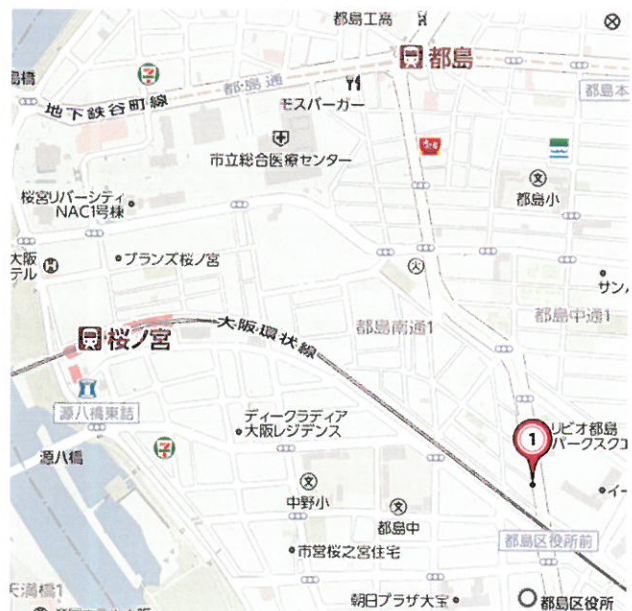 都島工高
都島
鳥橋
都・島・通
地下鉄谷町線
モスバーガー
都島本
市立総合医療センター
桜宮リバーシティ
NAC1号棟
都島小
大阪
テル
プランズ桜ノ宮
サン
大阪・環状線
都島南通1
都島中通1
桜ノ宮
源八橋東詰
ディークラディア
大阪レジデンス
1
リビオ都島
パークスクエ
源八橋
中野小
都島中
イー
都島区役所前
市営桜之宮住宅
天満橋1
朝日プラザ大宝
都島区役所